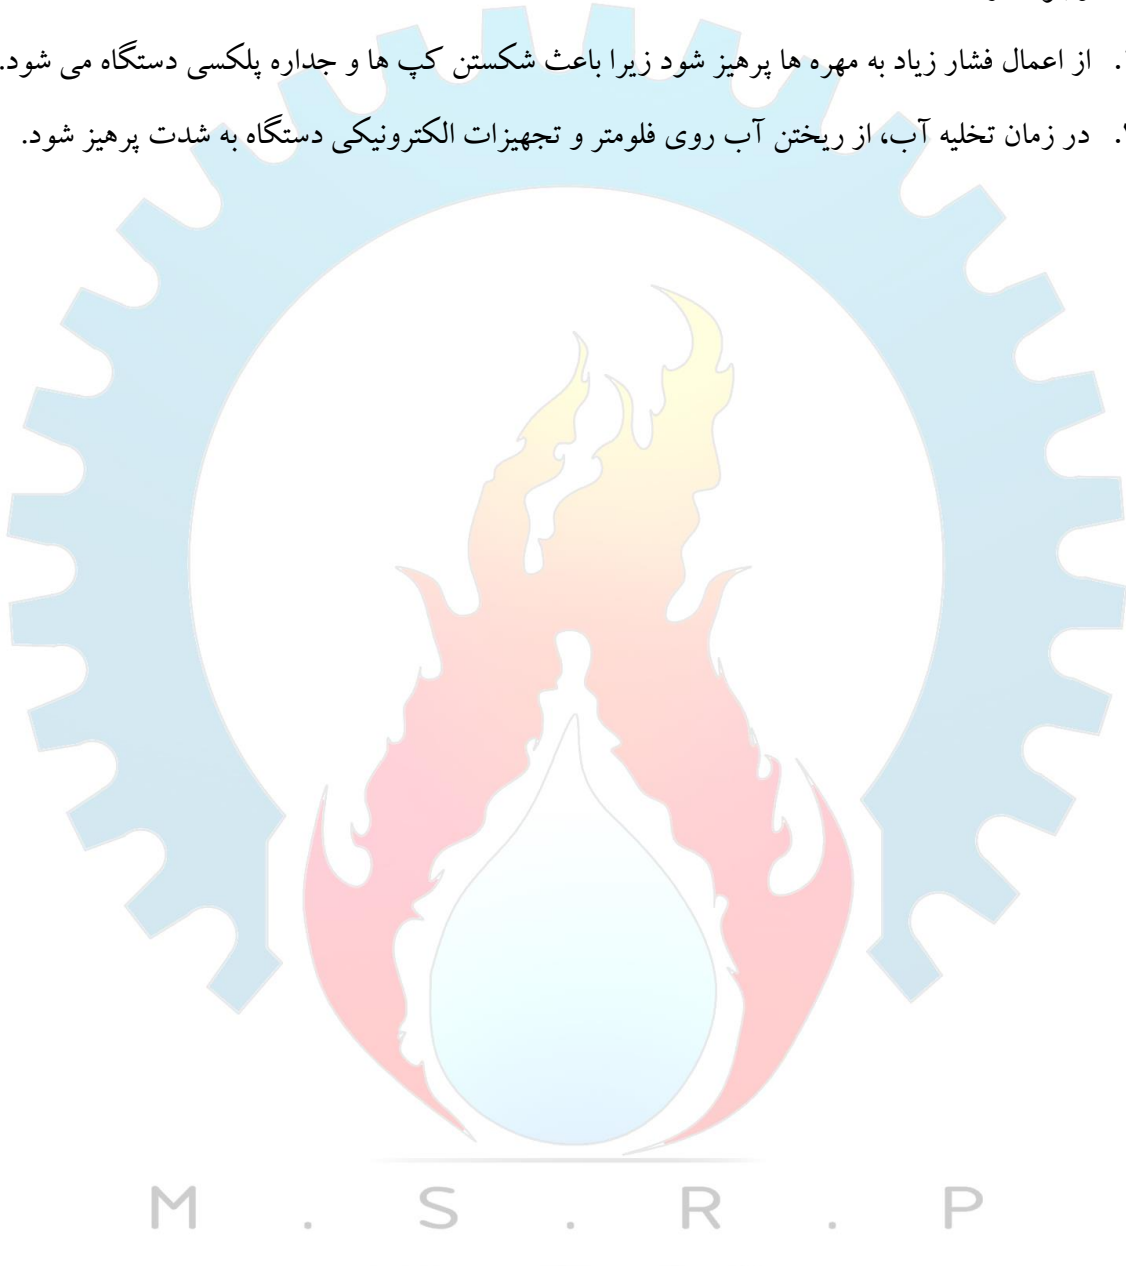 . از اعمال فشار زیاد به مهره ها پرهیز شود زیرا باعث شکستن کپ ها و جداره پلکسی دستگاه می شود.
. در زمان تخلیه آب، از ریختن آب روی فلومتر و تجهیزات الکترونیکی دستگاه به شدت پرهیز شود.
M . S . R . P